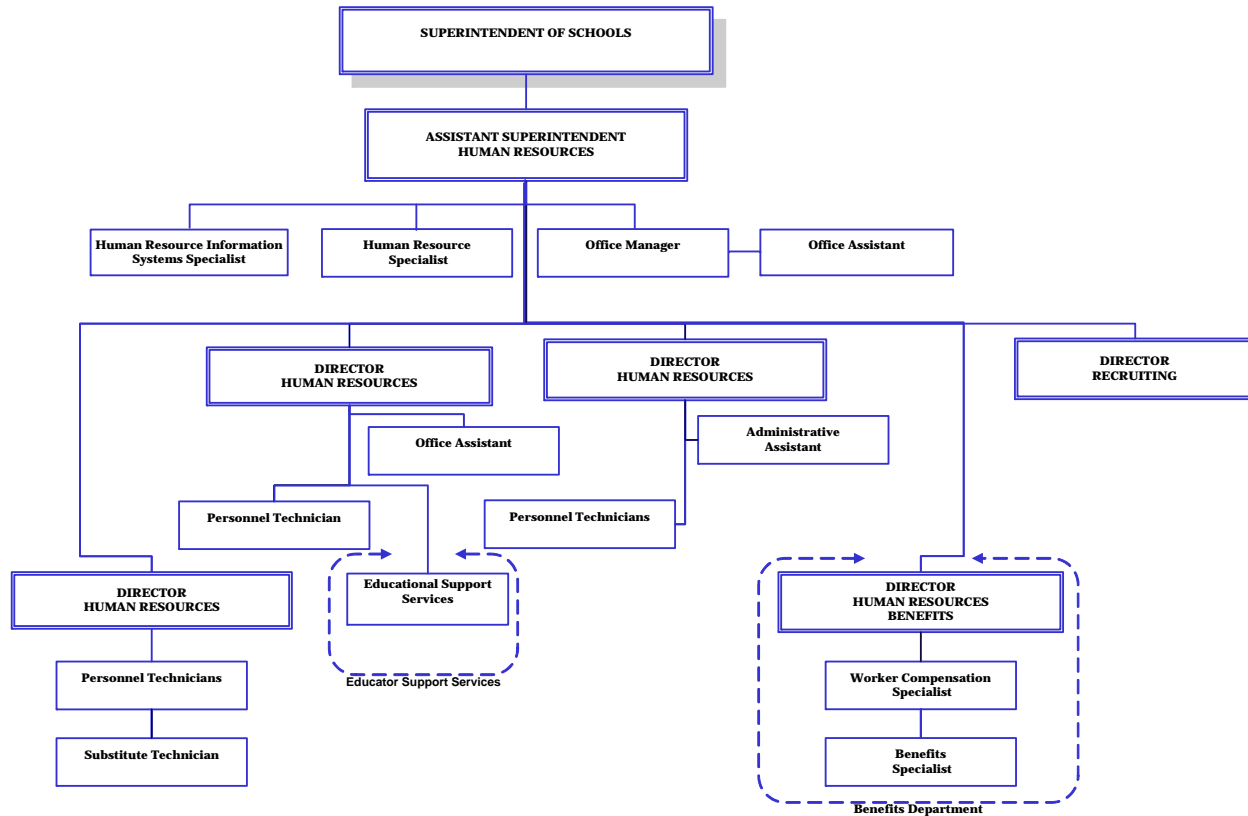 SUPERINTENDENT OF SCHOOLS
ASSISTANT SUPERINTENDENT
HUMAN RESOURCES
Human Resource Information
Systems Specialist
Human Resource
Specialist
Office Manager
Office Assistant
DIRECTOR
HUMAN RESOURCES
DIRECTOR
HUMAN RESOURCES
DIRECTOR
RECRUITING
Office Assistant
Administrative
Assistant
Personnel Technician
Personnel Technicians
DIRECTOR
HUMAN RESOURCES
Educational Support
Services
DIRECTOR
HUMAN RESOURCES
BENEFITS
Personnel Technicians
Educator Support Services
Worker Compensation
Specialist
Substitute Technician
Benefits
Specialist
Benefits Department